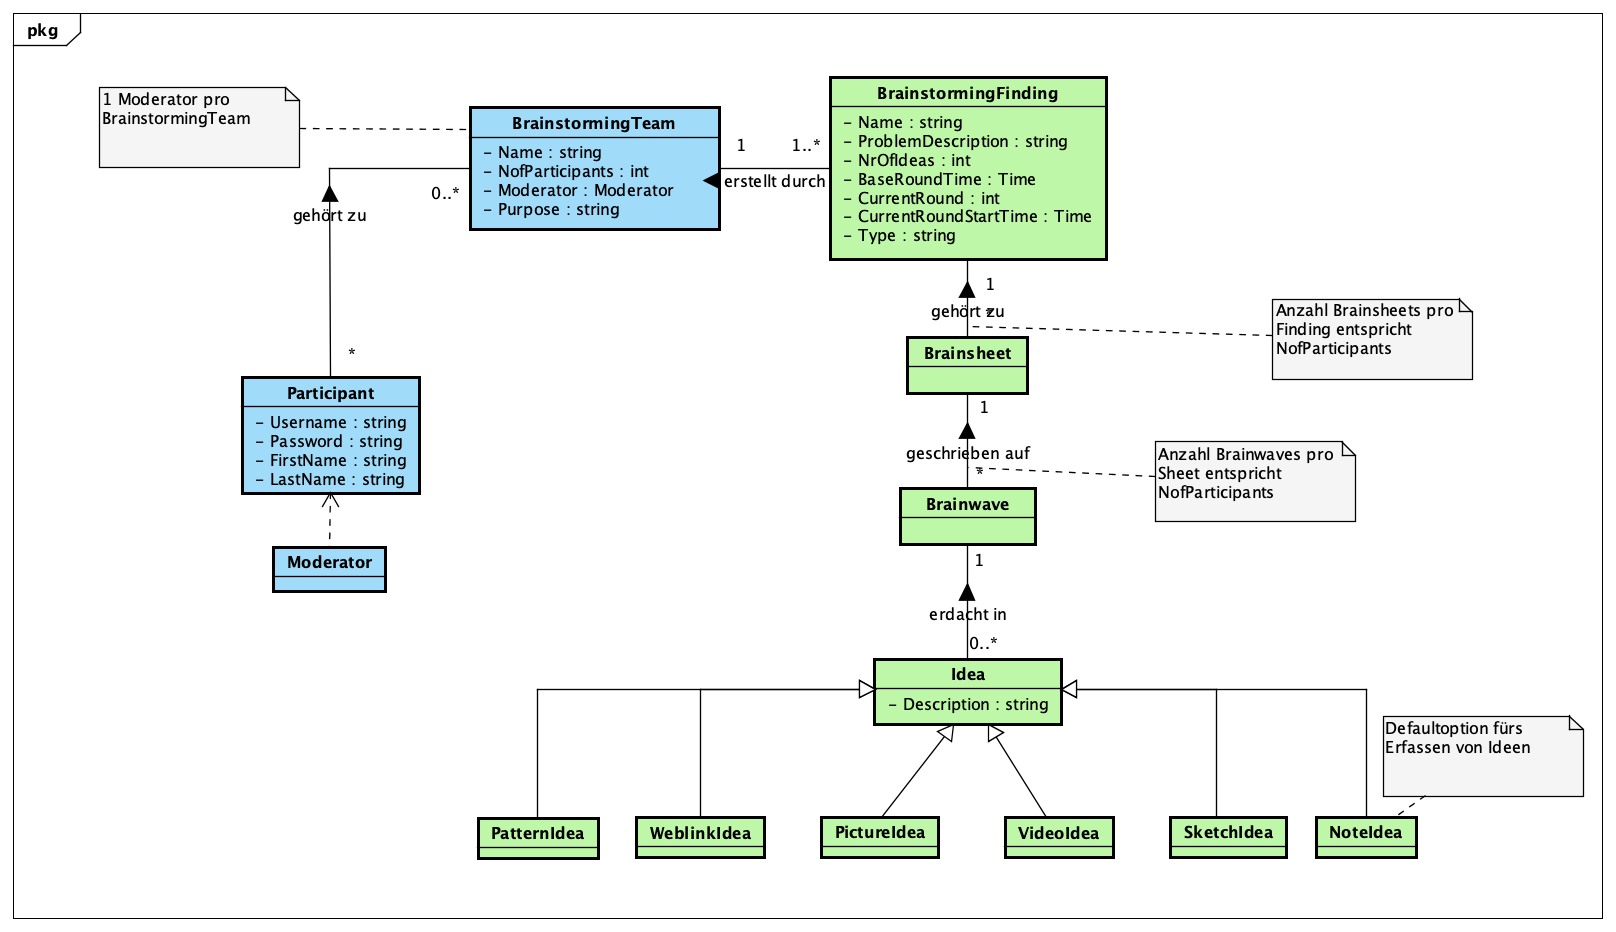 pkg
1 Moderator pro
BrainstormingTeam
BrainstormingTeam
- Name : string
- NofParticipants : int
- Moderator : Moderator
- Purpose : string
1
1..*
erstellt durch
BrainstormingFinding
- Name : string
- ProblemDescription : string
- NrOfIdeas : int
- BaseRoundTime : Time
- CurrentRound : int
- CurrentRoundStartTime : Time
- Type : string
0..*
gehört zu
*
1
gehört zu
*
Anzahl Brainsheets pro
Finding entspricht
NofParticipants
Brainsheet
Participant
- Username : string
- Password : string
- FirstName : string
- LastName : string
1
geschrieben auf
*
Anzahl Brainwaves pro
Sheet entspricht
NofParticipants
Brainwave
Moderator
1
erdacht in
0..*
Idea
- Description : string
Defaultoption fürs
Erfassen von Ideen
PatternIdea
WeblinkIdea
PictureIdea
VideoIdea
SketchIdea
NoteIdea